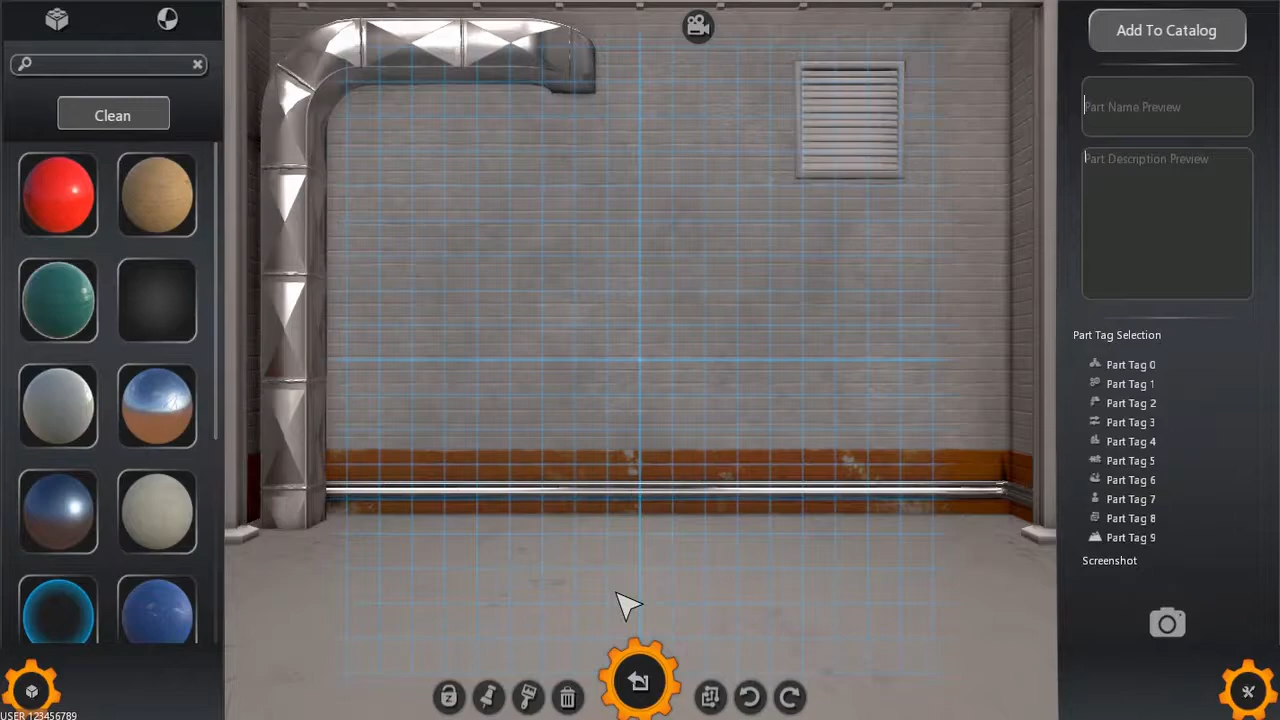 Clean
Add To Catalog
Part Name Preview
Part Description Preview
Part Tag Selection
Part Tag 0
Part Tag 1
Part Tag 2
Part Tag 3
Part Tag 4
Part Tag 5
Part Tag 6
Part Tag 7
Part Tag 8
Part Tag 9
Screenshot
USER 123456789